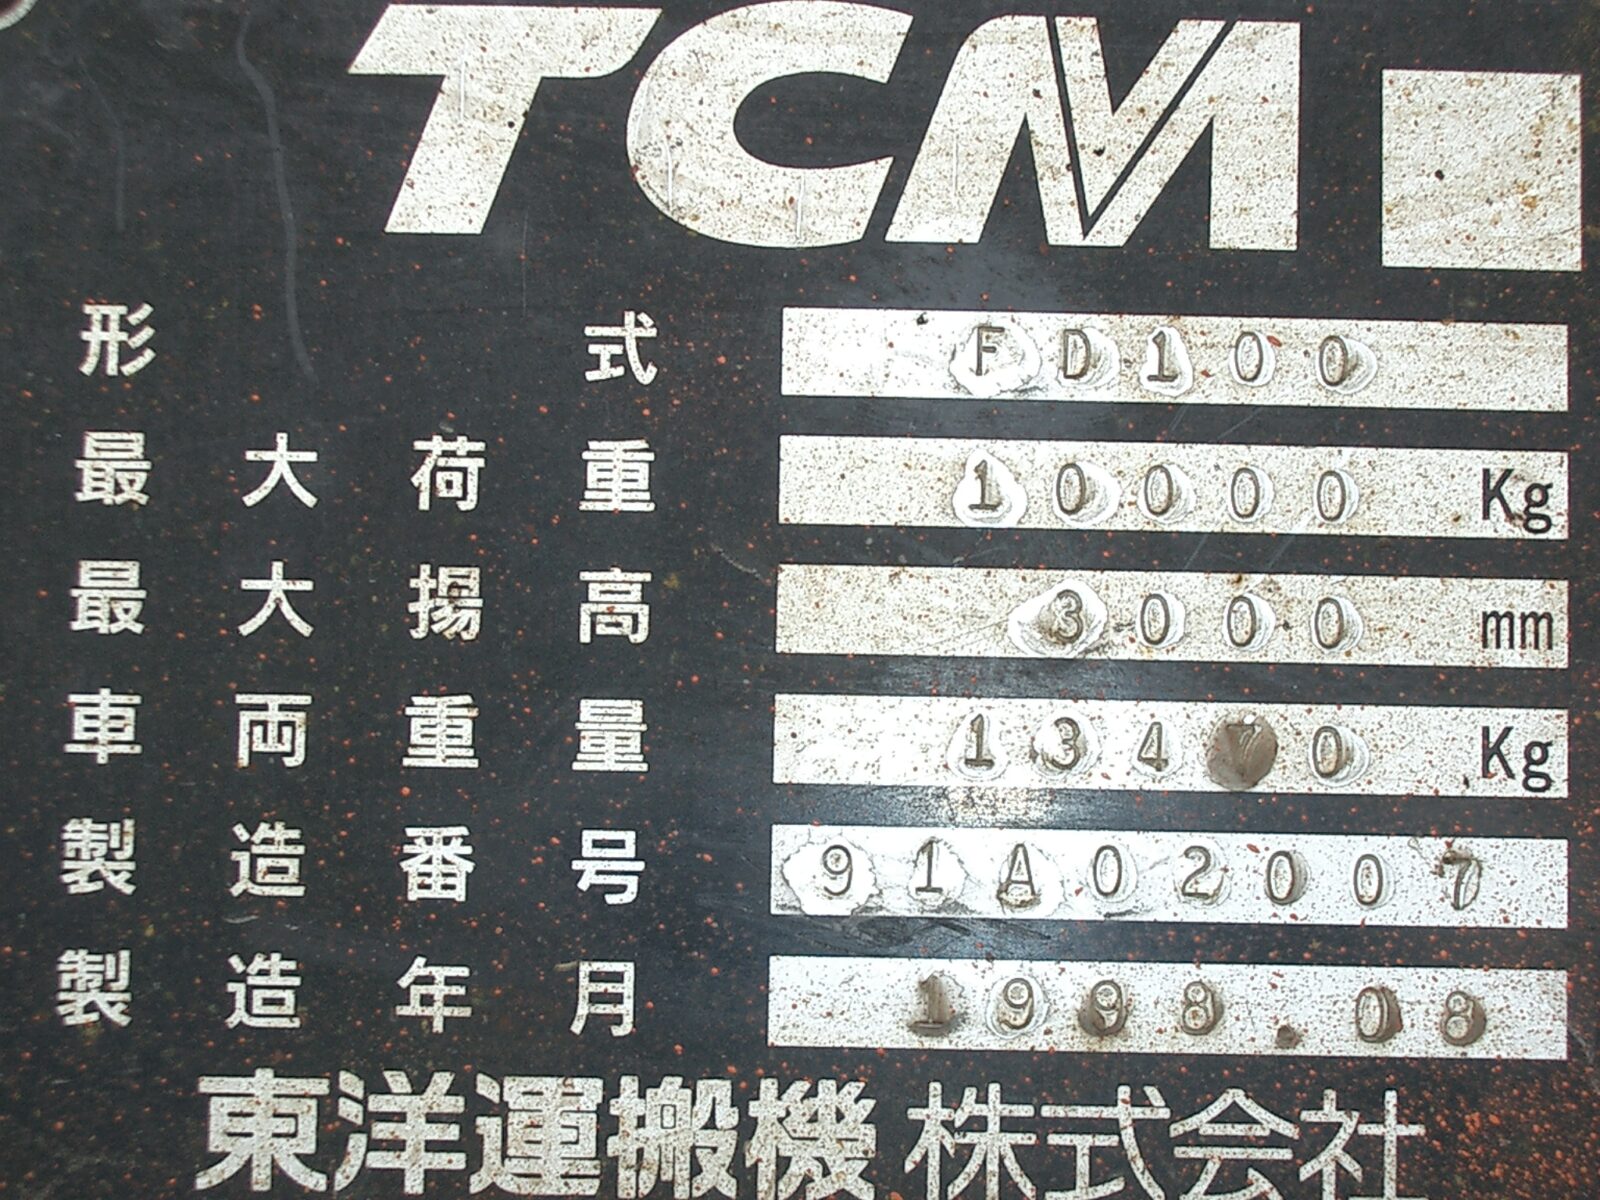 TCM
形式 FD100
最大荷重 10000 Kg
最大揚高 3000 mm
車両重量 13470 Kg
製造番号 91A02007
製造年月 1998.08
東洋運搬機株式会社